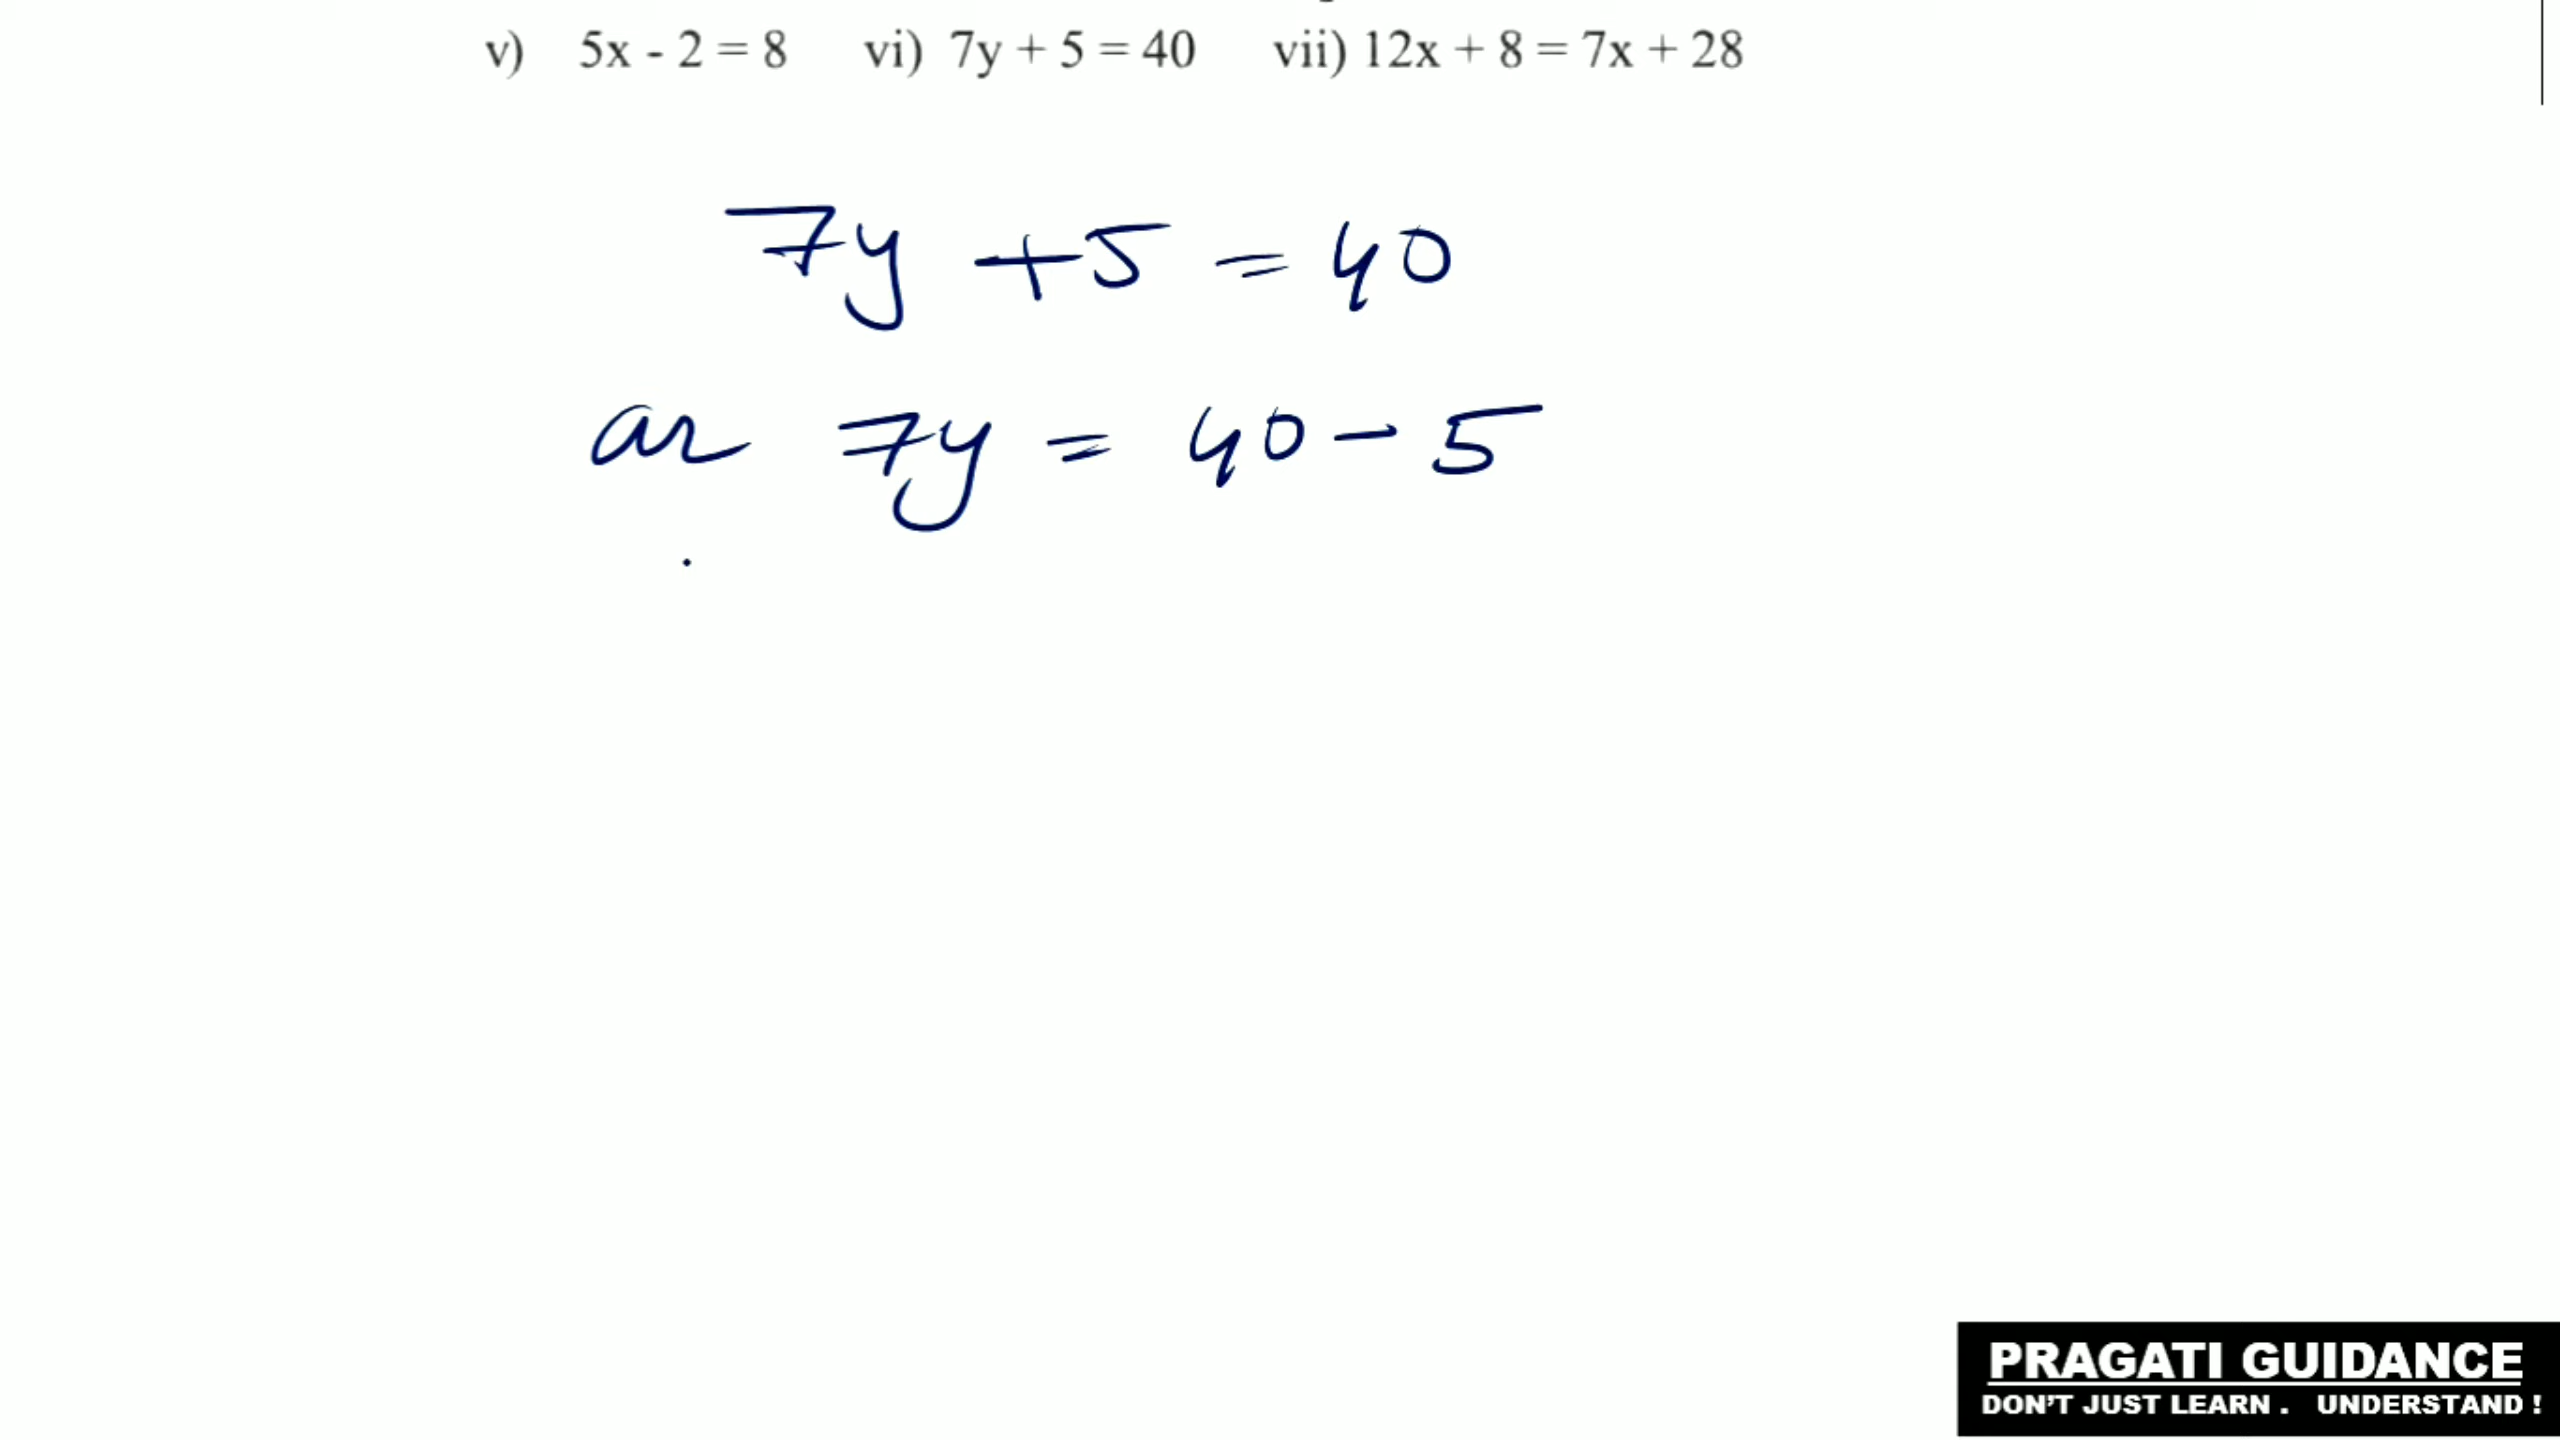 v) 5x - 2 = 8 vi) 7y + 5 = 40 vii) 12x + 8 = 7x + 28
7y + 5 = 40
or 7y = 40 - 5
PRAGATI GUIDANCE
DON'T JUST LEARN . UNDERSTAND !